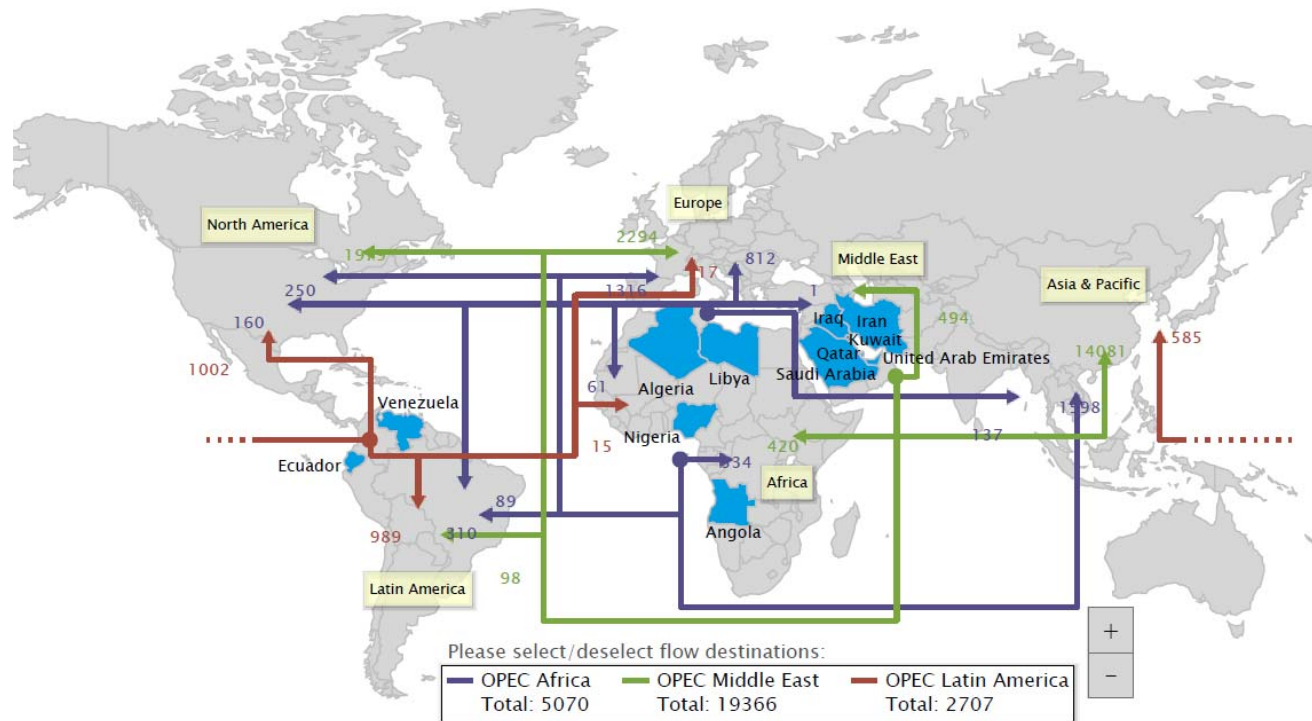 Europe
North America
2294
812
Middle East
17
Asia & Pacific
250
1316
1
160
Iraq
Iran
494
585
Kuwait
1002
Qatar
United Arab Emirates
14081
Saudi Arabia
Algeria
Libya
61
Venezuela
1598
Nigeria
15
137
420
Ecuador
334
Africa
89
989
310
Angola
98
Latin America
+
−
Please select/deselect flow destinations:
OPEC Africa OPEC Middle East OPEC Latin America
Total: 5070 Total: 19366 Total: 2707